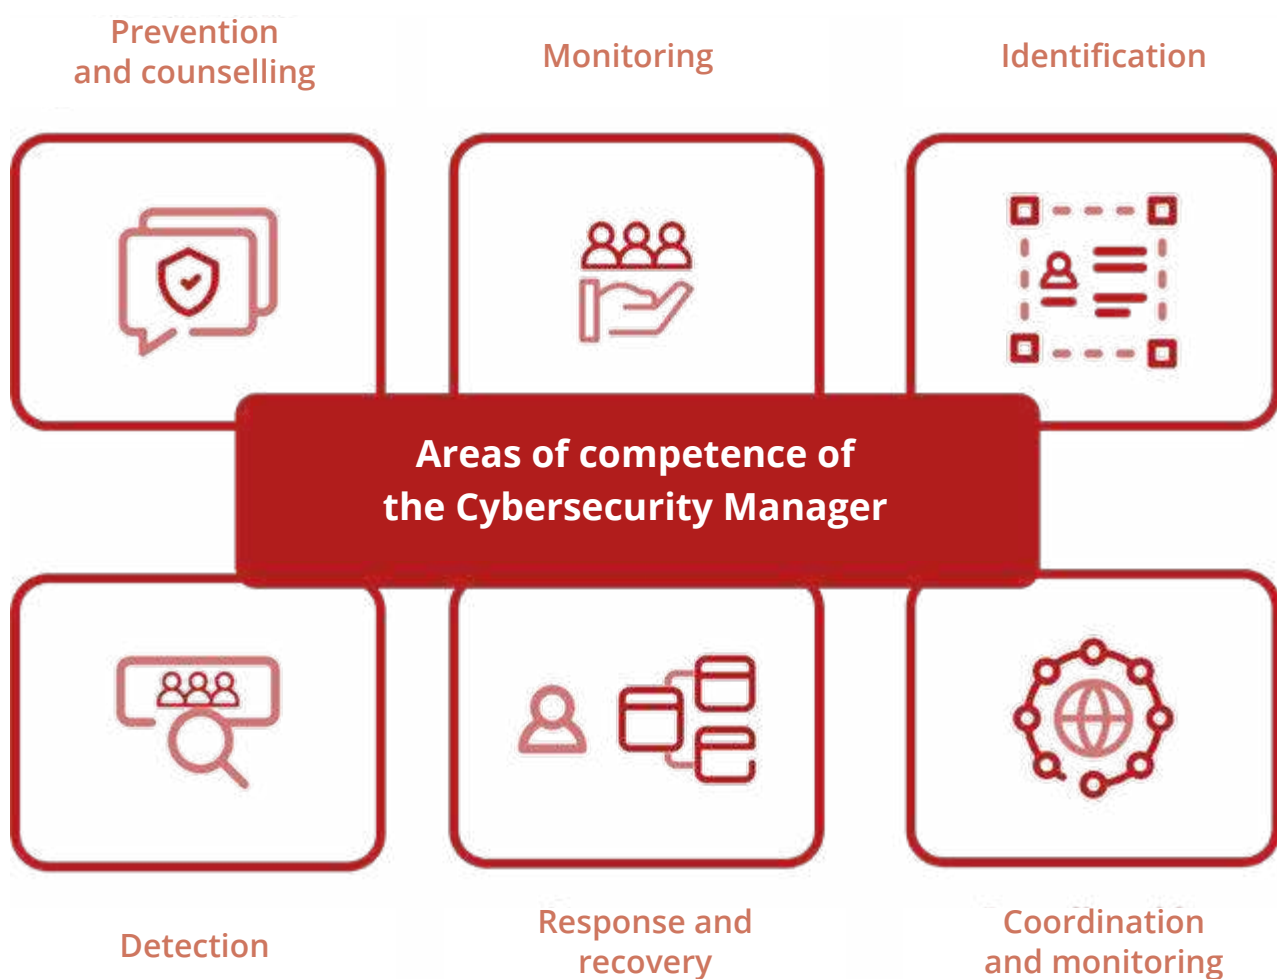 Prevention
and counselling
Monitoring
Identification
Areas of competence of
the Cybersecurity Manager
Detection
Response and
recovery
Coordination
and monitoring